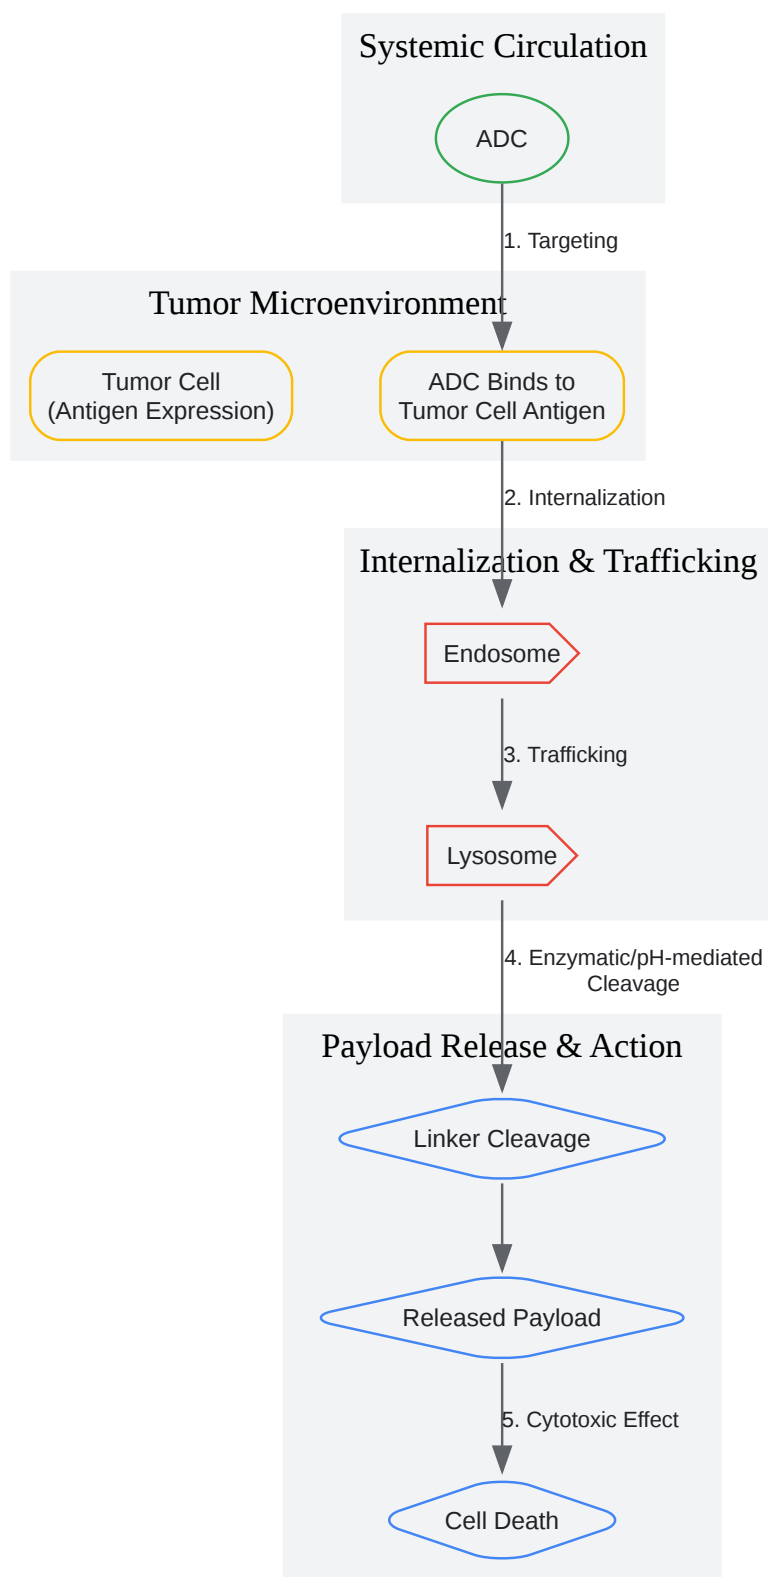 Systemic Circulation
ADC
1. Targeting
Tumor Microenvironment
Tumor Cell
(Antigen Expression)
ADC Binds to
Tumor Cell Antigen
2. Internalization
Internalization & Trafficking
Endosome
3. Trafficking
Lysosome
4. Enzymatic/pH-mediated
Cleavage
Payload Release & Action
Linker Cleavage
Released Payload
5. Cytotoxic Effect
Cell Death